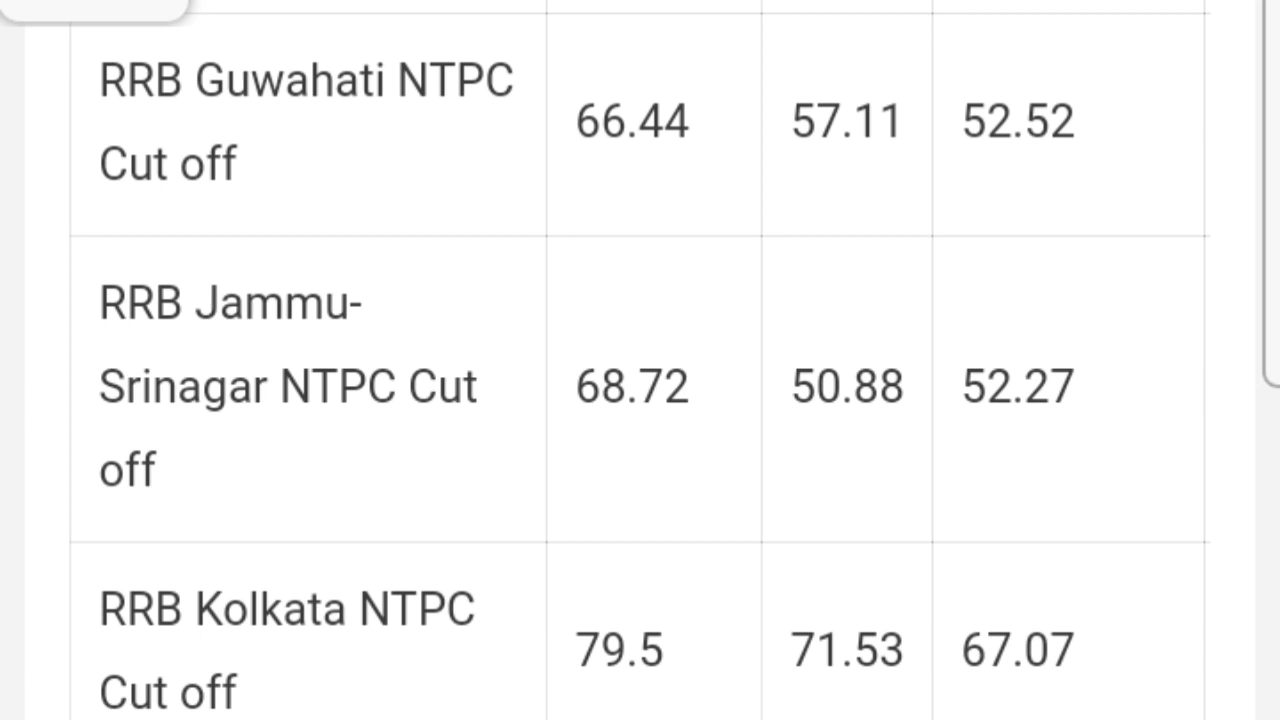 RRB Guwahati NTPC
Cut off
66.44 57.11 52.52
RRB Jammu-
Srinagar NTPC Cut
off
68.72 50.88 52.27
RRB Kolkata NTPC
Cut off
79.5 71.53 67.07